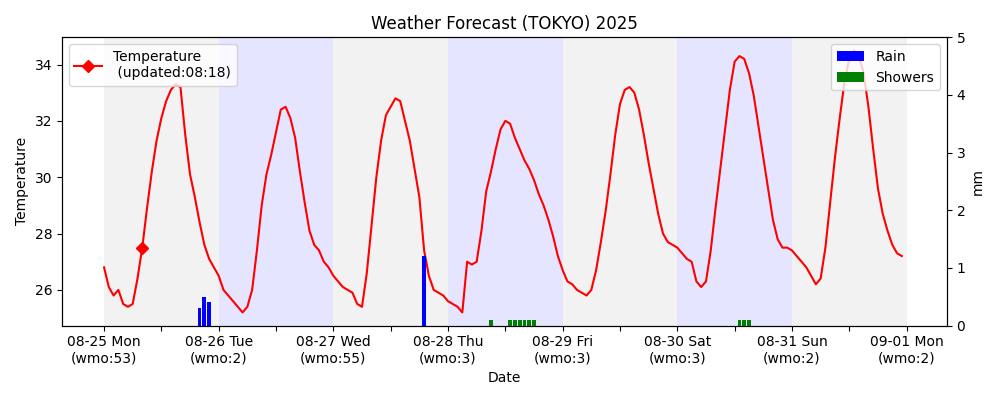 Weather Forecast (TOKYO) 2025
Temperature
(updated:08:18)
Rain
Showers
34
32
30
28
26
Temperature
5
4
3
2
1
0
mm
08-25 Mon
(wmo:53)
08-26 Tue
(wmo:2)
08-27 Wed
(wmo:55)
08-28 Thu
(wmo:3)
08-29 Fri
(wmo:3)
08-30 Sat
(wmo:3)
08-31 Sun
(wmo:2)
09-01 Mon
(wmo:2)
Date